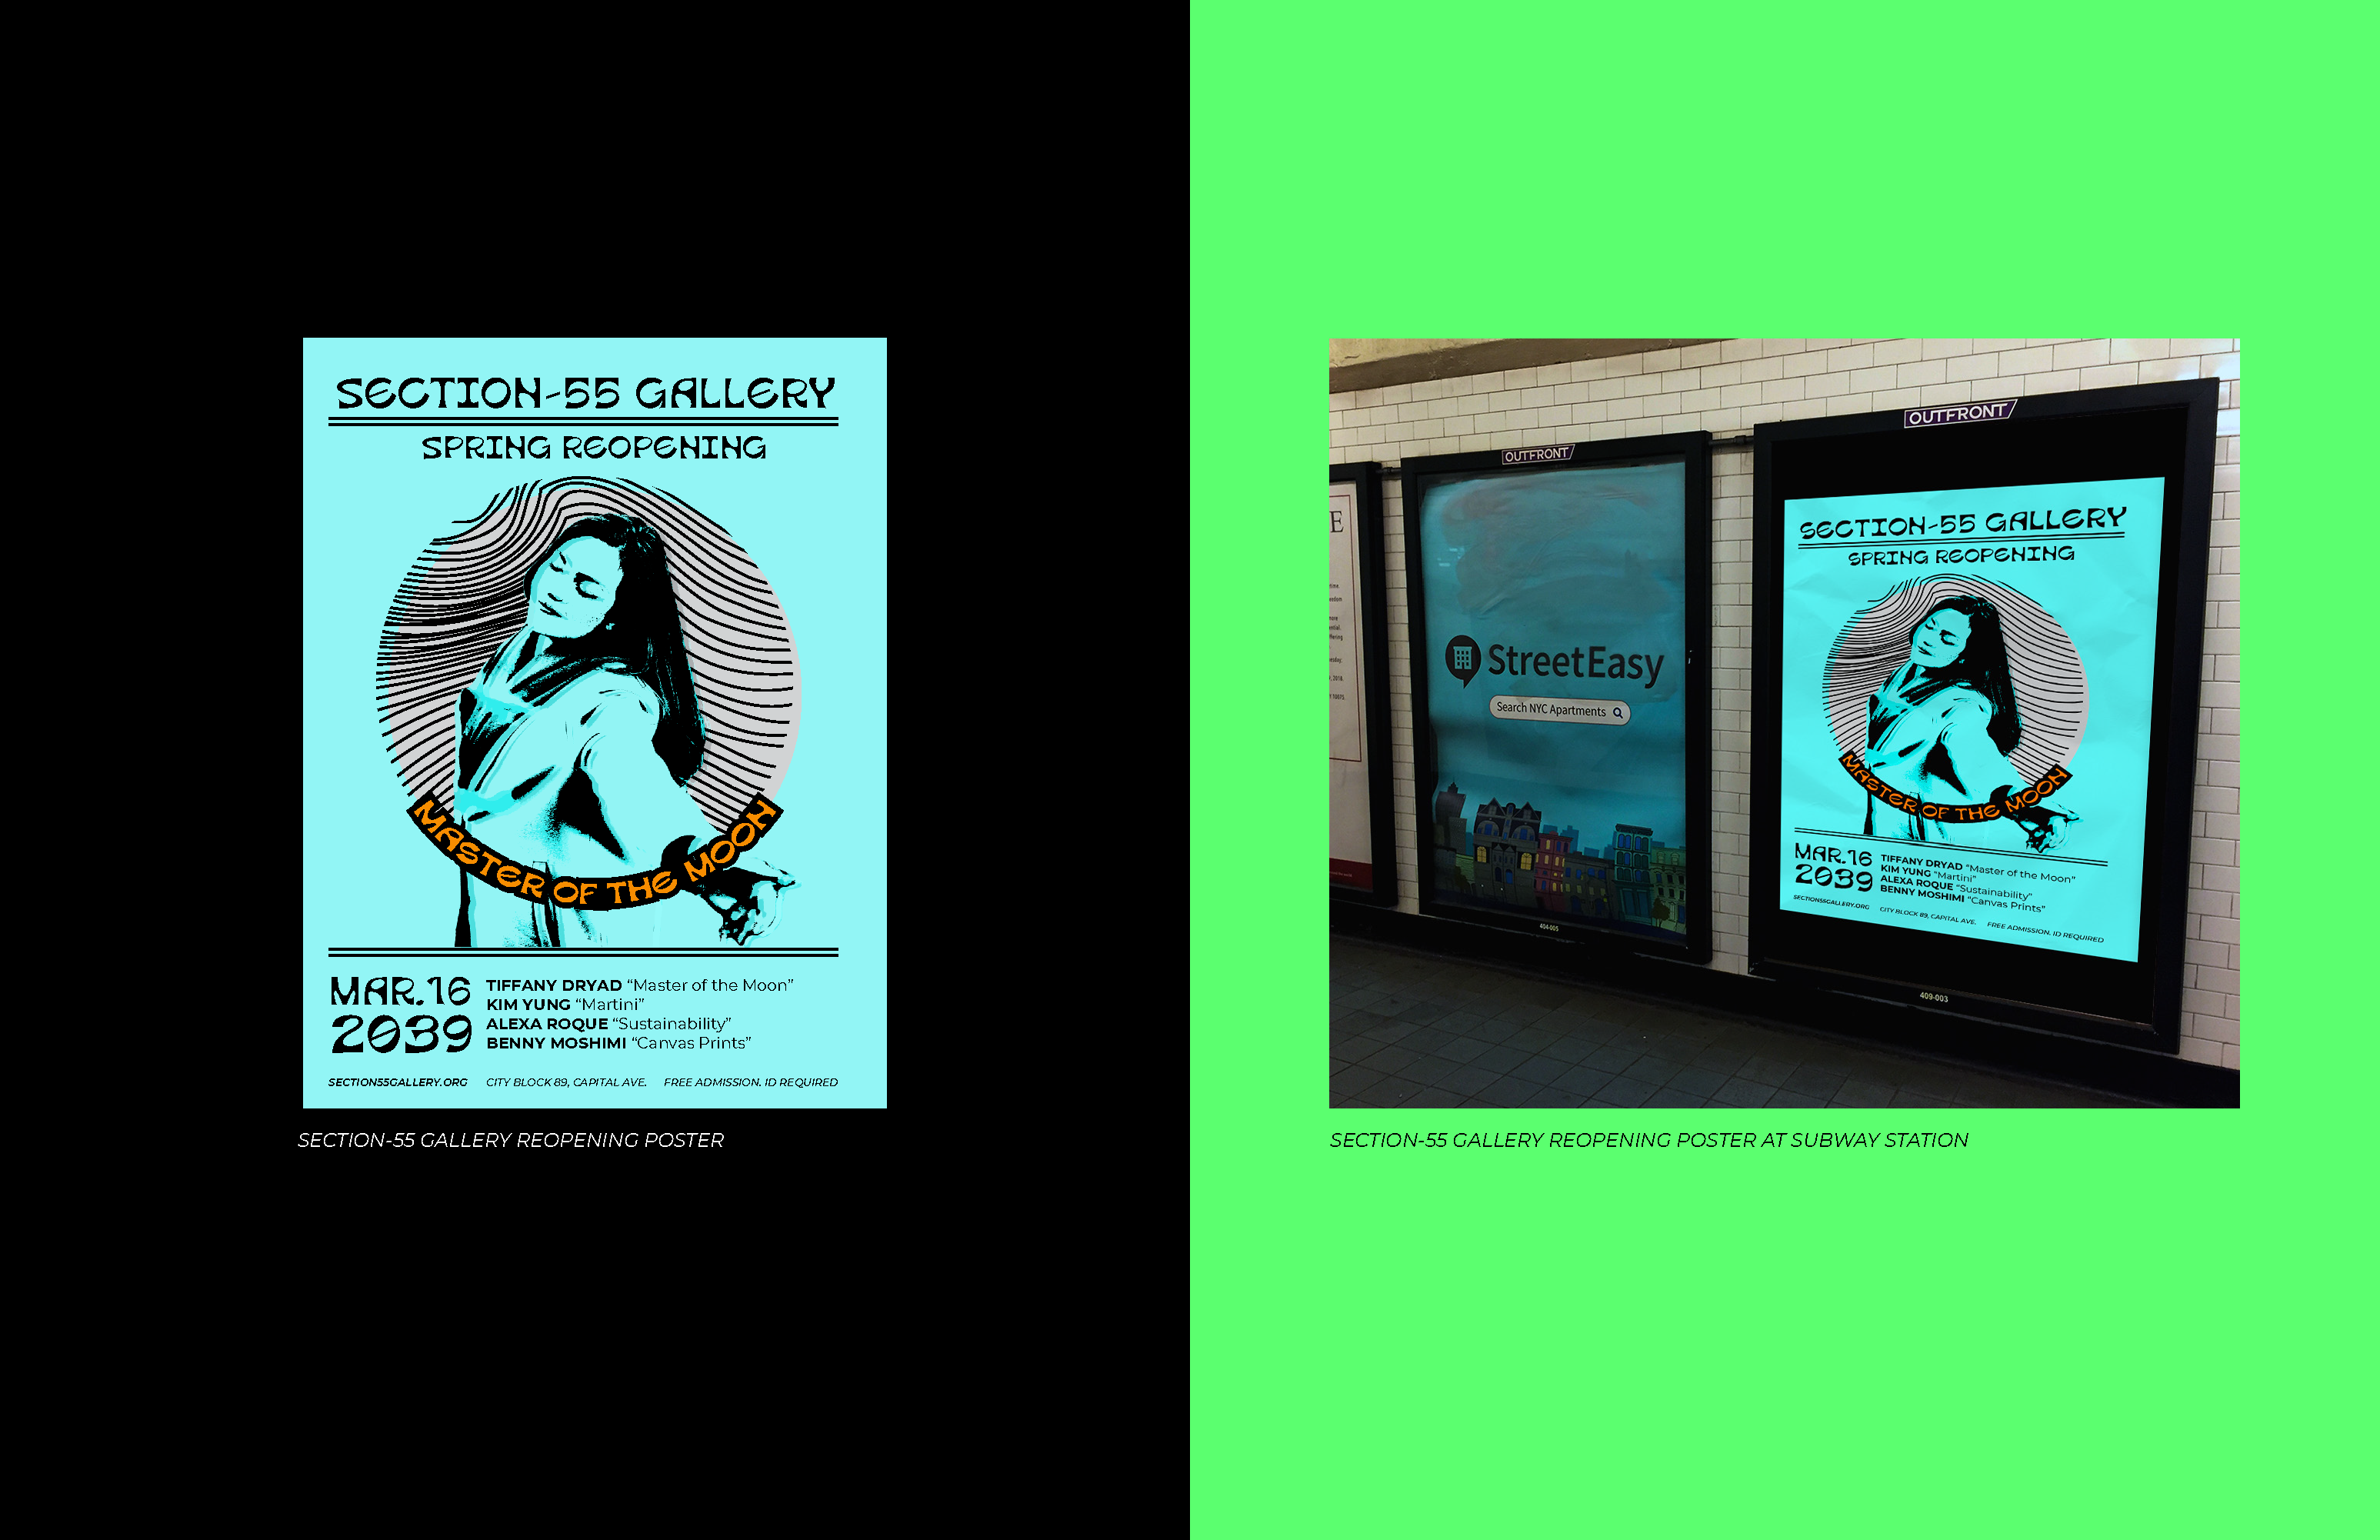 SECTION-55 GALLERY
SPRING REOPENING
MASTER OF THE MOON
MAR.16
2039
TIFFANY DRYAD “Master of the Moon”
KIM YUNG “Martini”
ALEXA ROQUE “Sustainability”
BENNY MOSHIMI “Canvas Prints”
SECTION55GALLERY.ORG CITY BLOCK 89, CAPITAL AVE. FREE ADMISSION. ID REQUIRED
SECTION-55 GALLERY REOPENING POSTER
E
OUTFRONT
StreetEasy
Search NYC Apartments
404-005
OUTFRONT
SECTION-55 GALLERY
SPRING REOPENING
MASTER OF THE MOON
MAR.16
2039
TIFFANY DRYAD “Master of the Moon”
KIM YUNG “Martini”
ALEXA ROQUE “Sustainability”
BENNY MOSHIMI “Canvas Prints”
SECTION55GALLERY.ORG CITY BLOCK 89, CAPITAL AVE. FREE ADMISSION. ID REQUIRED
409-003
SECTION-55 GALLERY REOPENING POSTER AT SUBWAY STATION